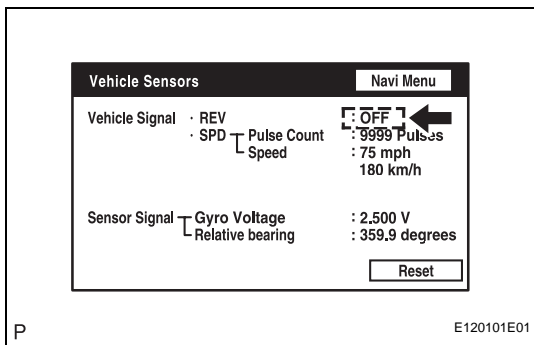 Vehicle Sensors Navi Menu
Vehicle Signal · REV : OFF
· SPD Pulse Count : 9999 Pulses
Speed : 75 mph
180 km/h
Sensor Signal Gyro Voltage : 2.500 V
Relative bearing : 359.9 degrees
Reset
P E120101E01